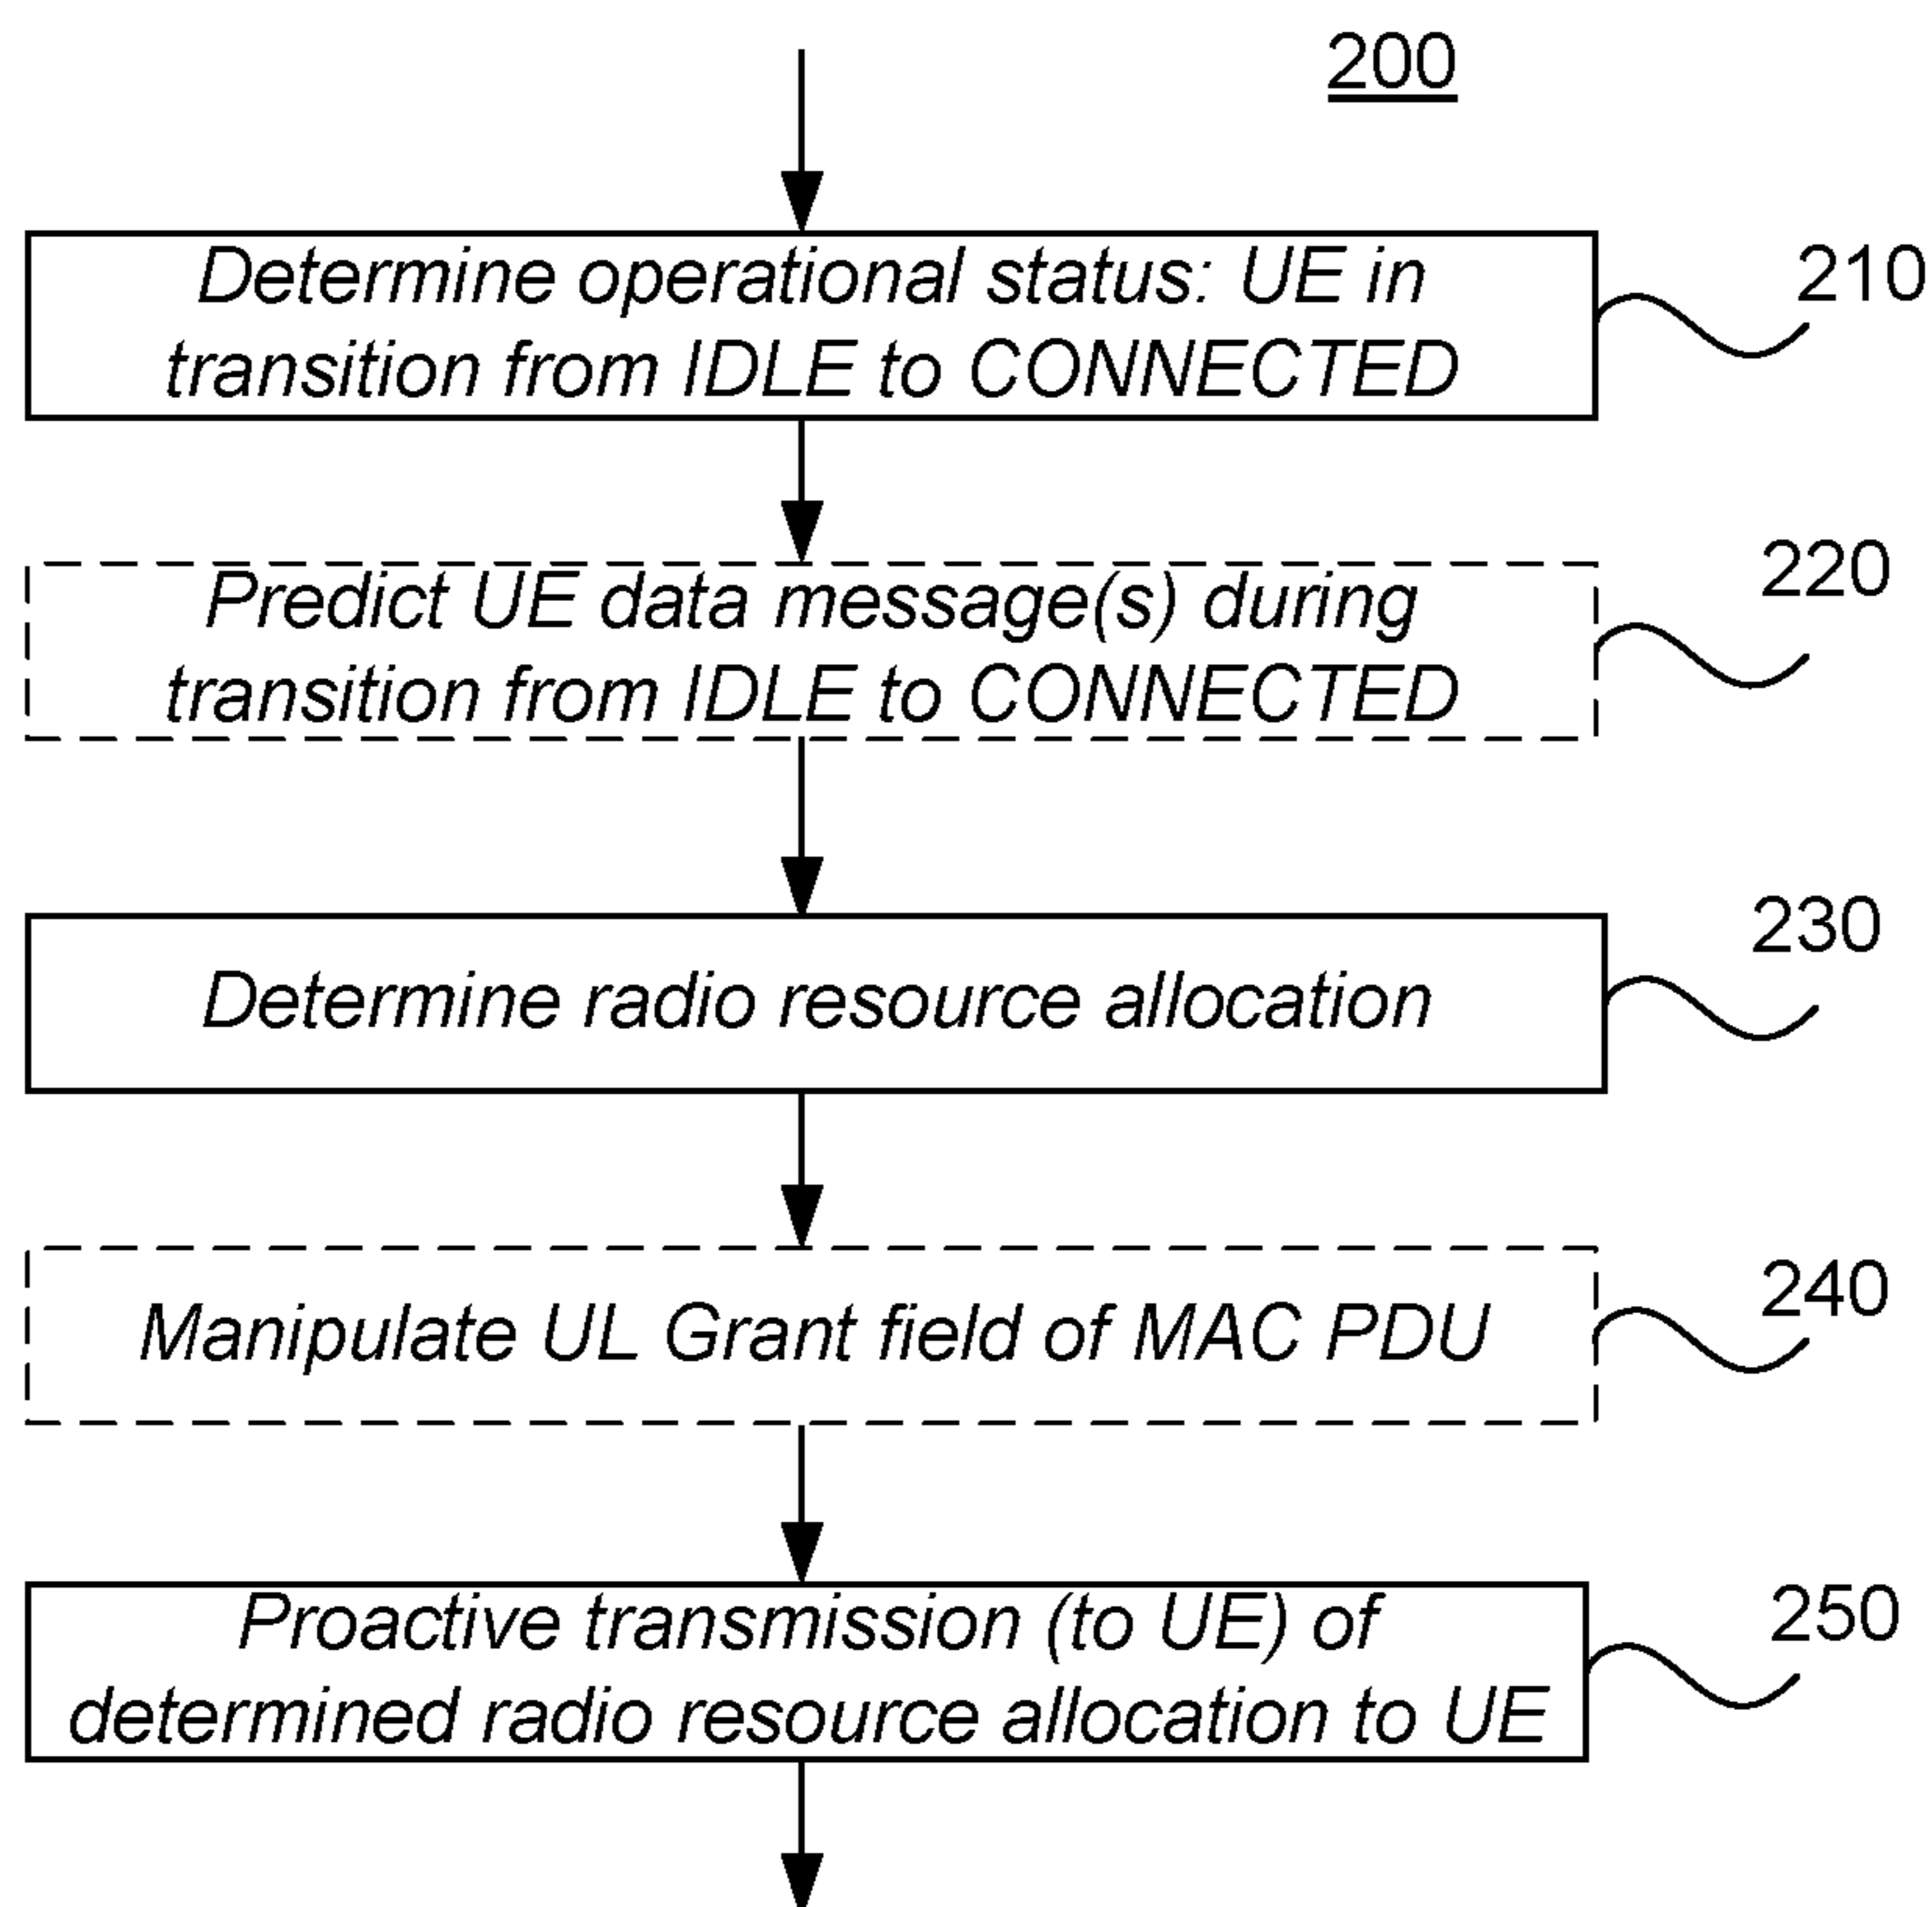 200
Determine operational status: UE in
transition from IDLE to CONNECTED
210
Predict UE data message(s) during
transition from IDLE to CONNECTED
220
Determine radio resource allocation
230
Manipulate UL Grant field of MAC PDU
240
Proactive transmission (to UE) of
determined radio resource allocation to UE
250